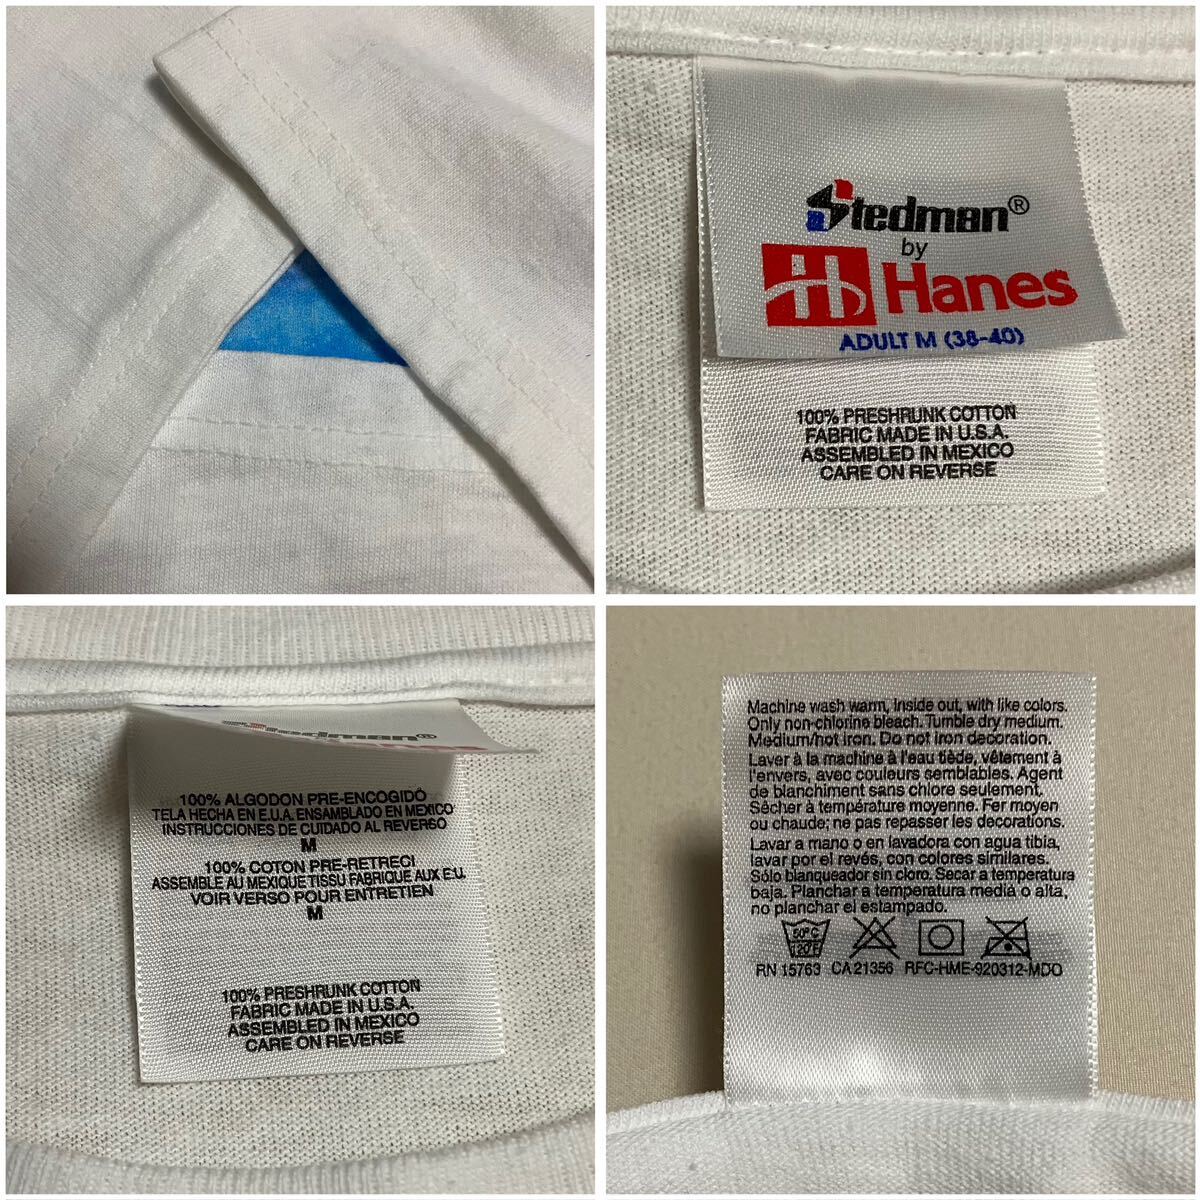 Stedman®
by
Hanes
ADULT M (38-40)
100% PRESHRUNK COTTON
FABRIC MADE IN U.S.A.
ASSEMBLED IN MEXICO
CARE ON REVERSE
Stedman®
Hanes
100% ALGODON PRE-ENCOGIDO
TELA HECHA EN E.U.A. ENSAMBLADO EN MEXICO
INSTRUCCIONES DE CUIDADO AL REVERSO
M
100% COTON PRE-RETRECI
ASSEMBLE AU MEXIQUE TISSU FABRIQUE AUX E.U.
VOIR VERSO POUR ENTRETIEN
M
100% PRESHRUNK COTTON
FABRIC MADE IN U.S.A.
ASSEMBLED IN MEXICO
CARE ON REVERSE
Machine wash warm, inside out, with like colors.
Only non-chlorine bleach. Tumble dry medium.
Medium/hot iron. Do not iron decoration.
Laver à la machine à l'eau tiède, vêtement à
l'envers, avec couleurs semblables. Agent
de blanchiment sans chlore seulement.
Sècher à température moyenne. Fer moyen
ou chaude; ne pas repasser les decorations.
Lavar a mano o en lavadora con agua tibia,
lavar por el revés, con colores similares.
Sólo blanqueador sin cloro. Secar a temperatura
baja. Planchar a temperatura mediá o alta,
no planchar el estampado.
50°C
120°F
RN 15763 CA 21356 RFC-HME-920312-MDO